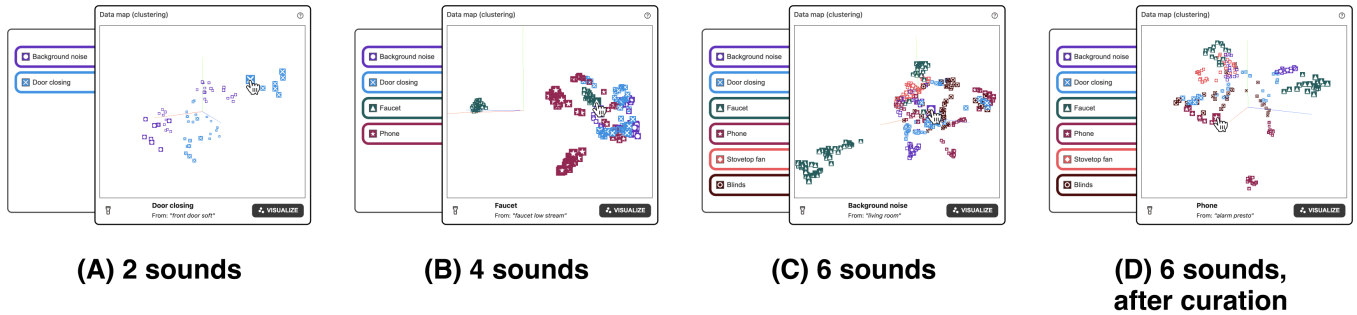 Data map (clustering)
Background noise
Door closing
Door closing
From: "front door soft"
VISUALIZE
(A) 2 sounds
Data map (clustering)
Background noise
Door closing
Faucet
Phone
Faucet
From: "faucet low stream"
VISUALIZE
(B) 4 sounds
Data map (clustering)
Background noise
Door closing
Faucet
Phone
Stovetop fan
Blinds
Background noise
From: "living room"
VISUALIZE
(C) 6 sounds
Data map (clustering)
Background noise
Door closing
Faucet
Phone
Stovetop fan
Blinds
Phone
From: "alarm presto"
VISUALIZE
(D) 6 sounds,
after curation